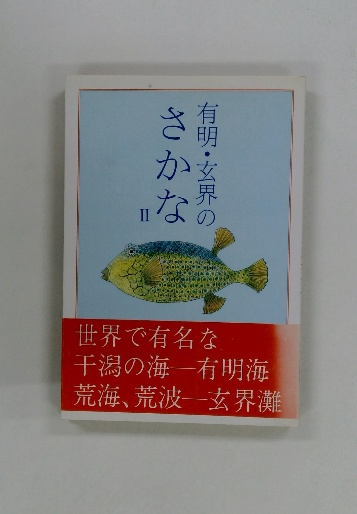 有明・玄界の
さかな
II
世界で有名な
干潟の海—有明海
荒海、荒波—玄界灘